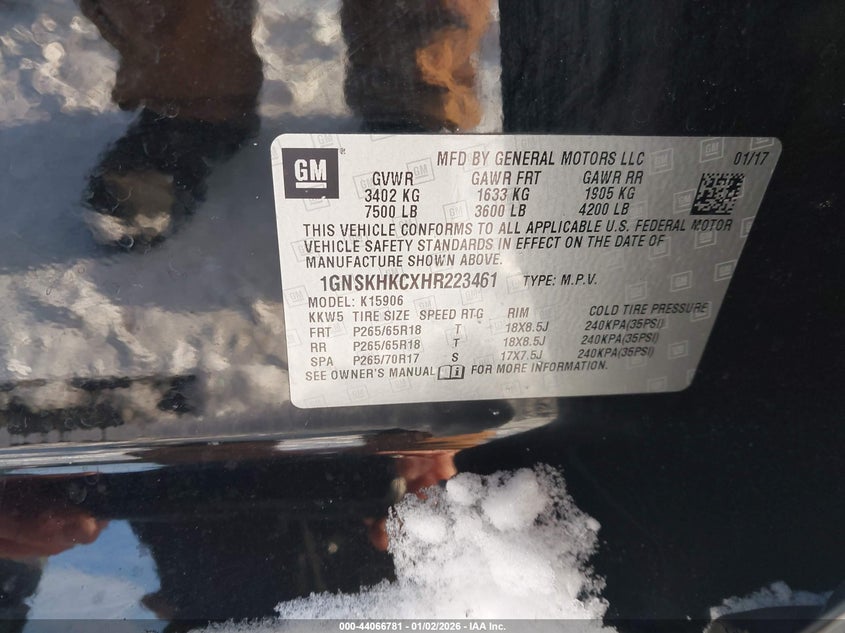 GM
MFD BY GENERAL MOTORS LLC 01/17
GVWR GAWR FRT GAWR RR
3402 KG 1633 KG 1905 KG
7500 LB 3600 LB 4200 LB
THIS VEHICLE CONFORMS TO ALL APPLICABLE U.S. FEDERAL MOTOR
VEHICLE SAFETY STANDARDS IN EFFECT ON THE DATE OF
MANUFACTURE SHOWN ABOVE.
1GNSKHKCXHR223461 TYPE: M.P.V.
MODEL: K15906
KKW5 TIRE SIZE SPEED RTG RIM COLD TIRE PRESSURE
FRT P265/65R18 T 18X8.5J 240KPA(35PSI)
RR P265/65R18 T 18X8.5J 240KPA(35PSI)
SPA P265/70R17 S 17X7.5J 240KPA(35PSI)
SEE OWNER'S MANUAL FOR MORE INFORMATION.
000-44066781 - 01/02/2026 - IAA Inc.